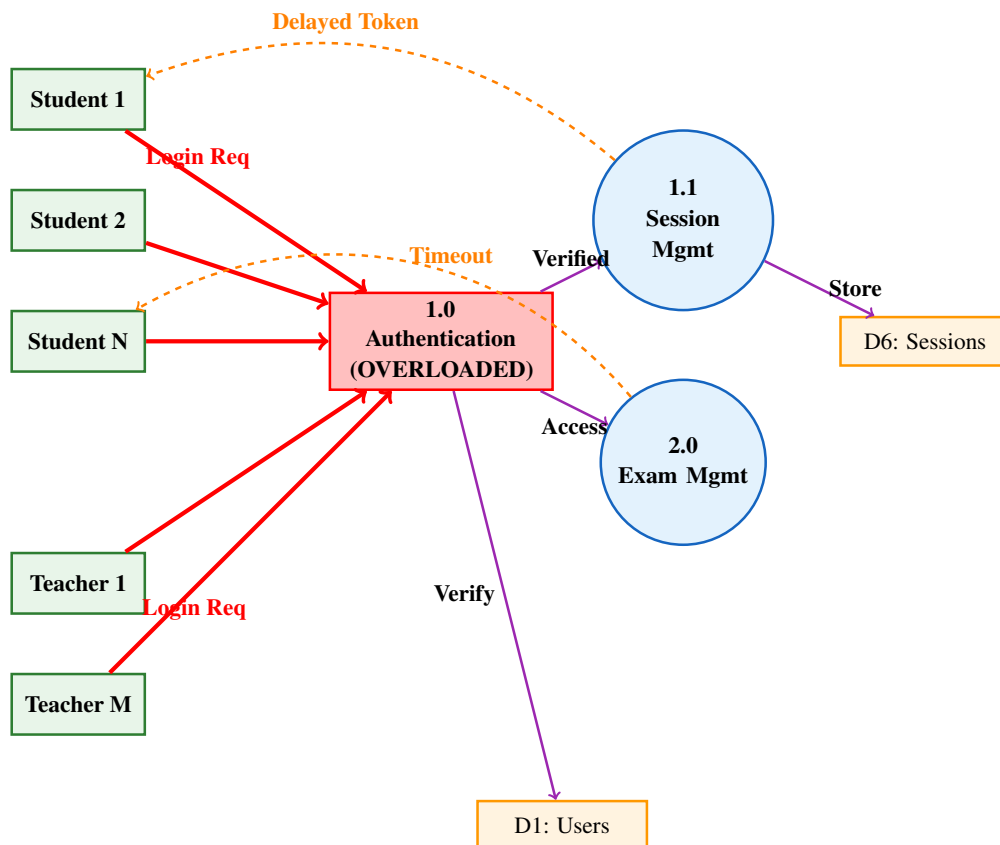 Delayed Token
Student 1
Login Req
1.1
Session
Mgmt
Student 2
Timeout
Verified
Store
1.0
Authentication
(OVERLOADED)
Student N
D6: Sessions
Access
2.0
Exam Mgmt
Teacher 1
Verify
Login Req
Teacher M
D1: Users